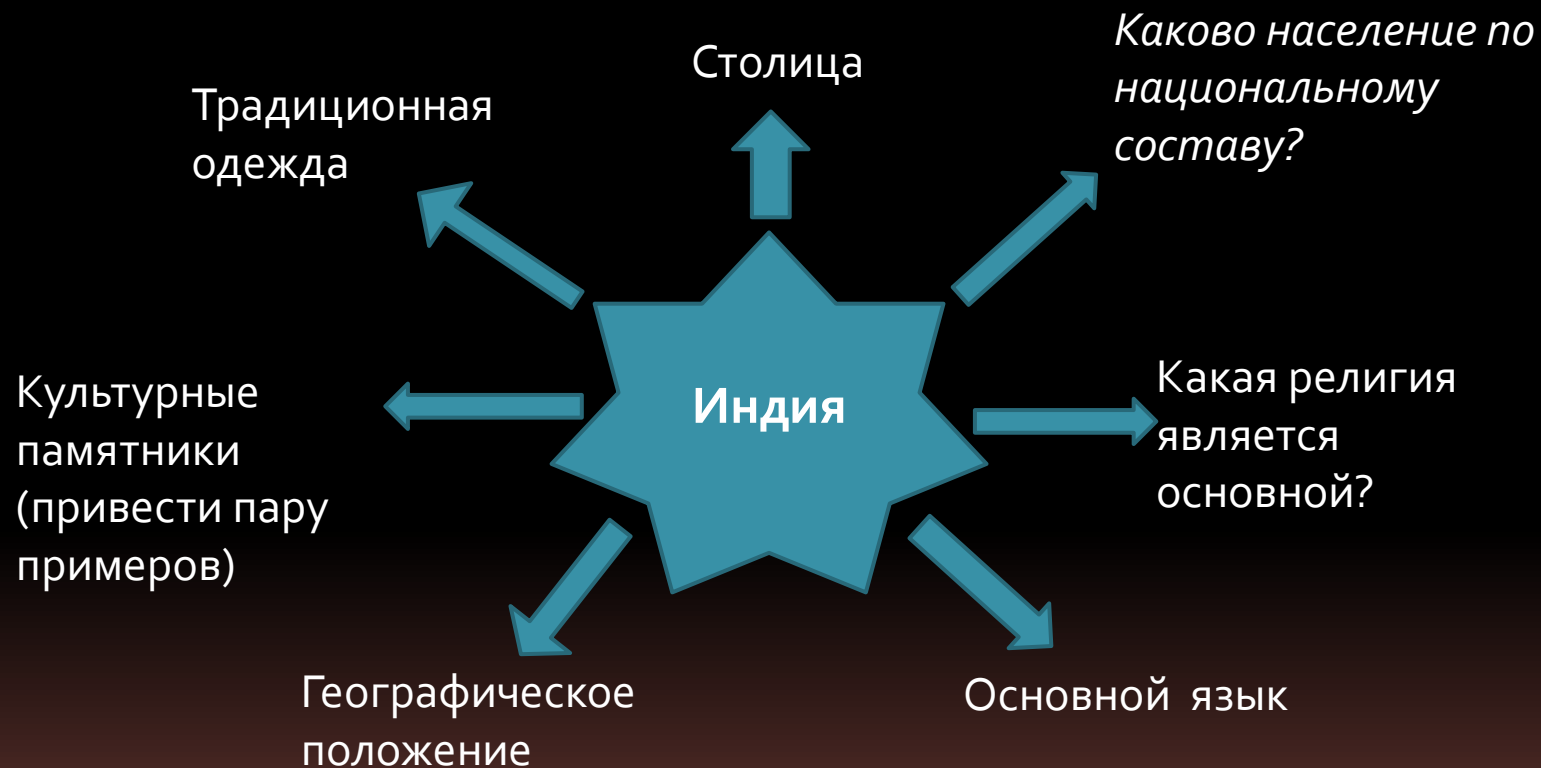 Столица
Каково население по
национальному
составу?
Традиционная
одежда
Индия
Какая религия
является
основной?
Культурные
памятники
(привести пару
примеров)
Географическое
положение
Основной язык